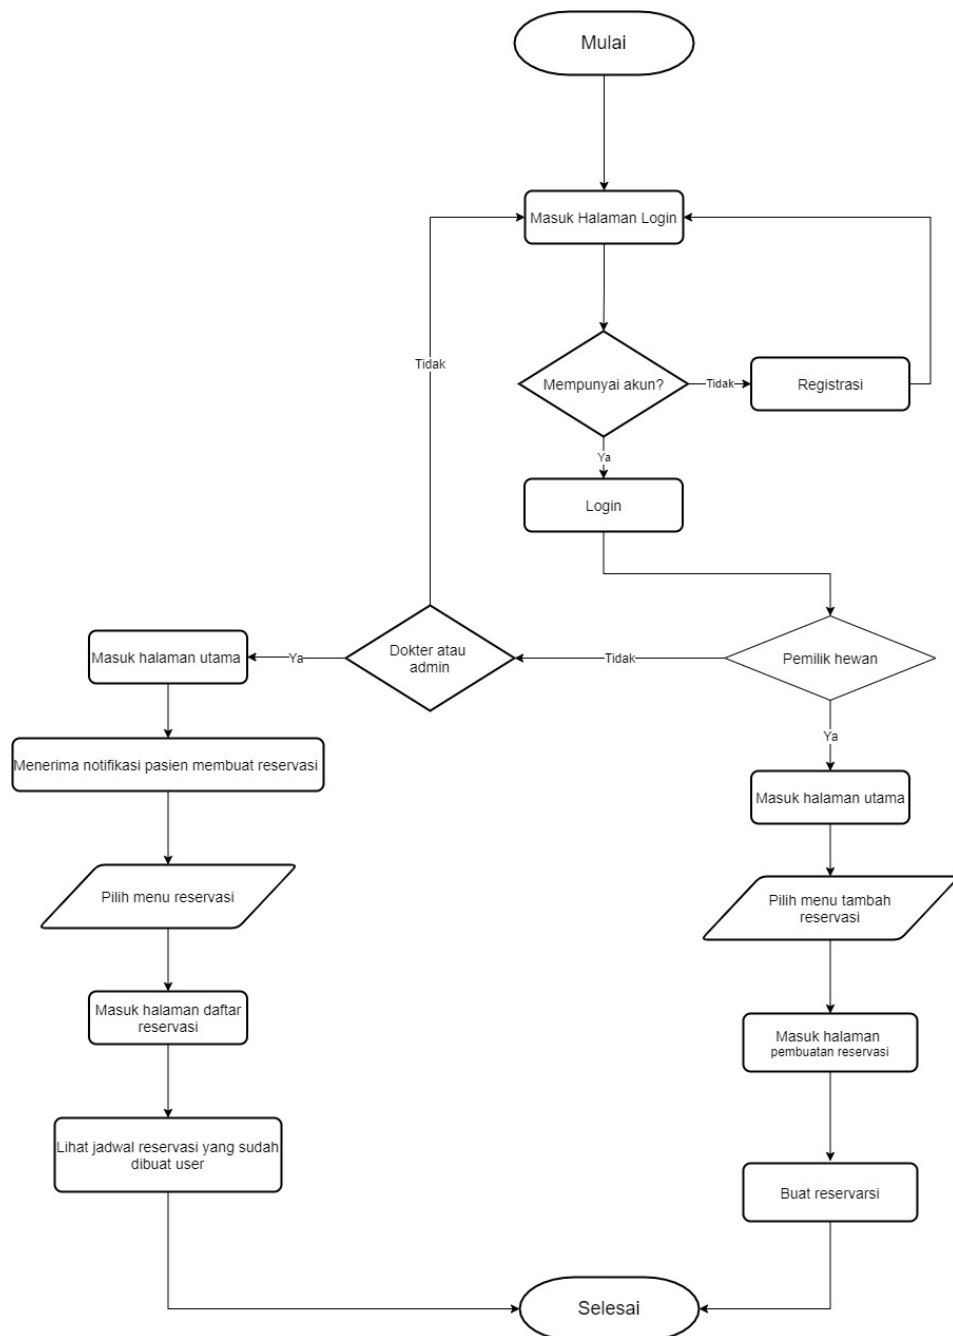 Mulai
Masuk Halaman Login
Tidak
Mempunyai akun?
Tidak
Registrasi
Ya
Login
Masuk halaman utama
Ya
Dokter atau
admin
Tidak
Pemilik hewan
Ya
Menerima notifikasi pasien membuat reservasi
Masuk halaman utama
Pilih menu reservasi
Pilih menu tambah
reservasi
Masuk halaman daftar
reservasi
Masuk halaman
pembuatan reservasi
Lihat jadwal reservasi yang sudah
dibuat user
Buat reservarsi
Selesai